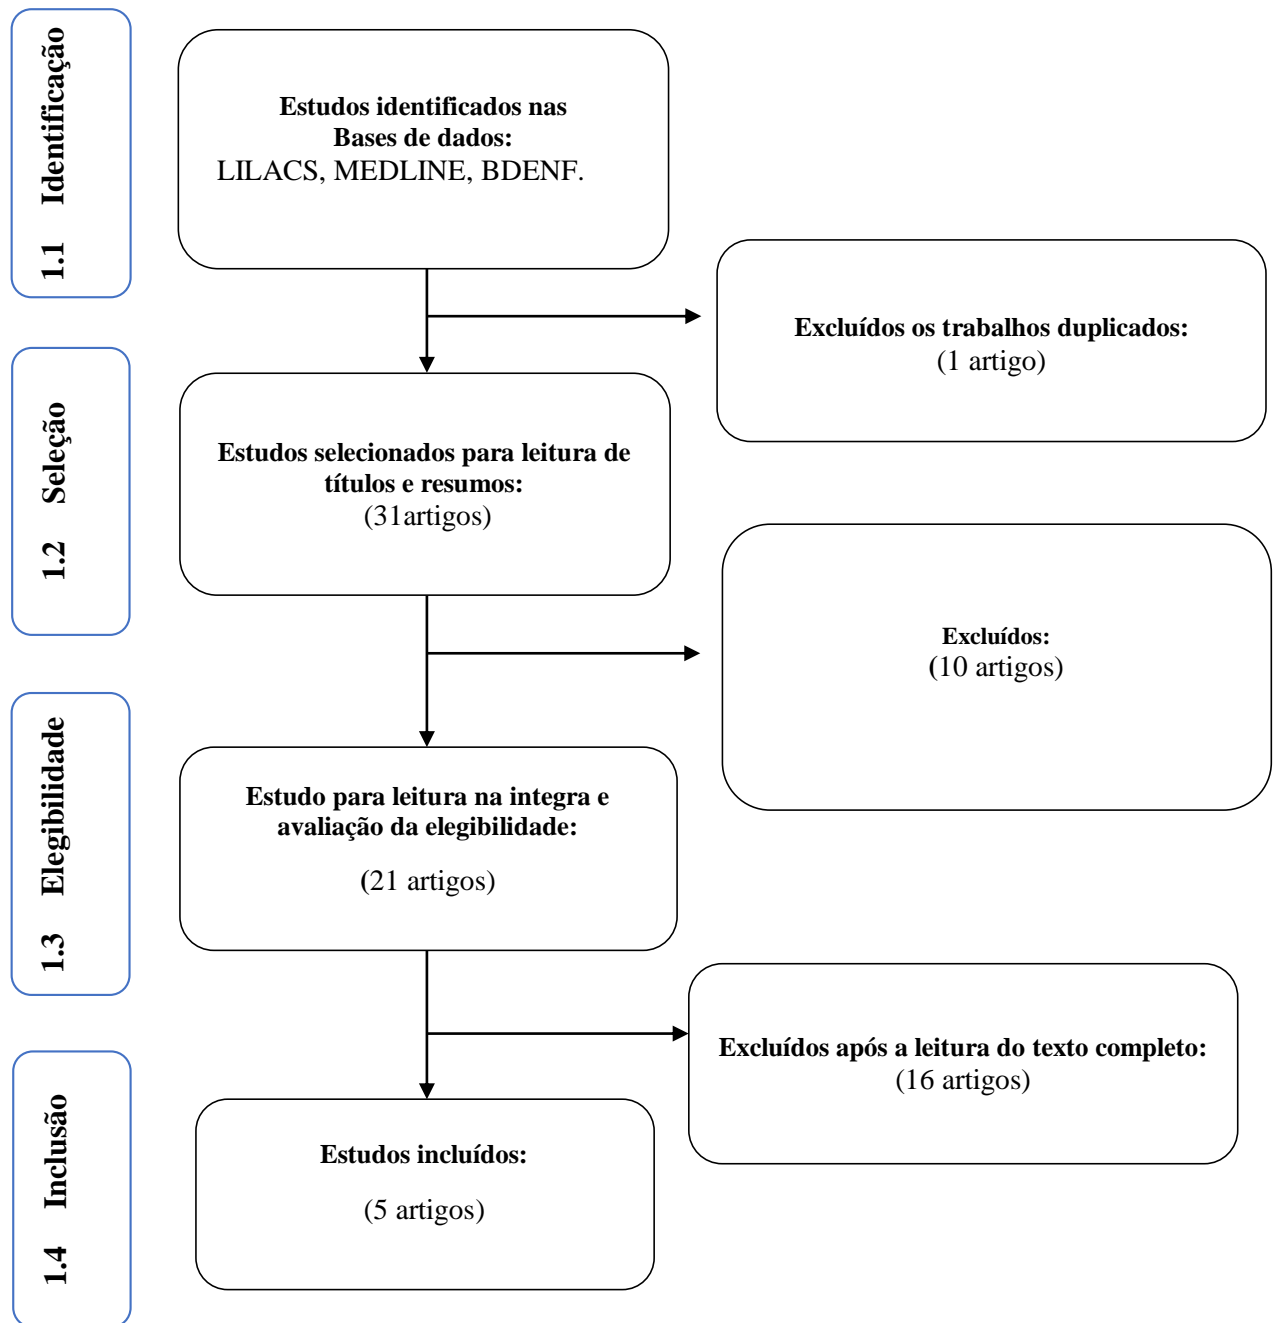 1.1 Identificação
Estudos identificados nas
Bases de dados:
LILACS, MEDLINE, BDENF.
Excluídos os trabalhos duplicados:
(1 artigo)
1.2 Seleção
Estudos selecionados para leitura de
títulos e resumos:
(31artigos)
Excluídos:
(10 artigos)
1.3 Elegibilidade
Estudo para leitura na integra e
avaliação da elegibilidade:
(21 artigos)
Excluídos após a leitura do texto completo:
(16 artigos)
1.4 Inclusão
Estudos incluídos:
(5 artigos)